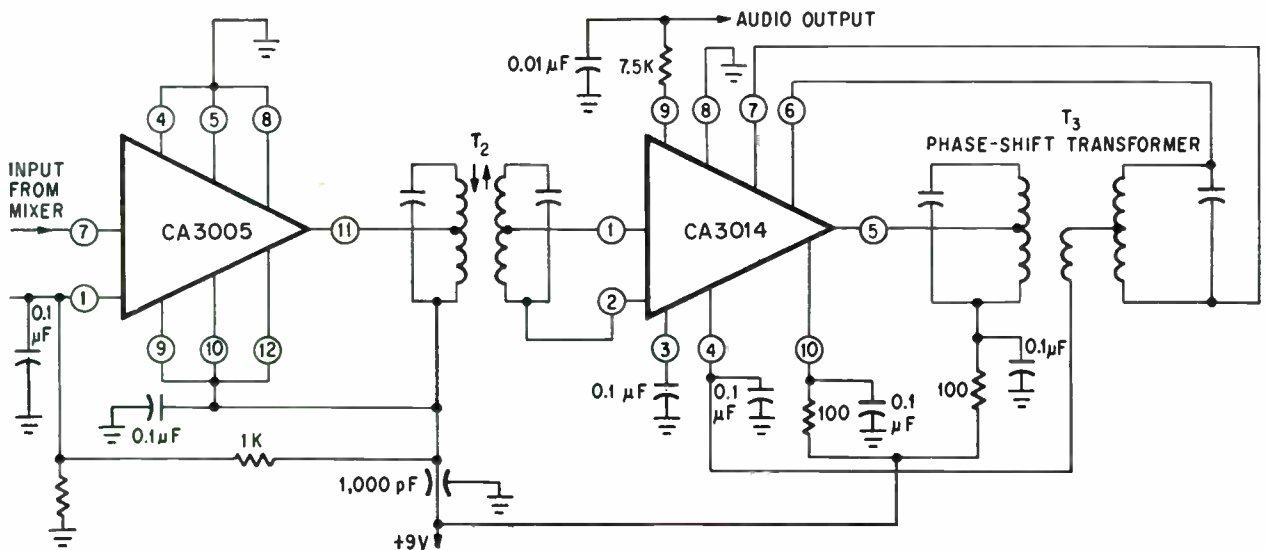 AUDIO OUTPUT
0.01 µF
7.5K
4
5
8
9
8
7
6
T3
PHASE-SHIFT TRANSFORMER
INPUT
FROM
MIXER
7
CA3005
11
T2
1
CA3014
5
1
2
0.1
µF
9
10
12
3
4
10
0.1µF
0.1 µF
0.1
µF
100
0.1
µF
100
0.1µF
1K
1,000 pF
+9V